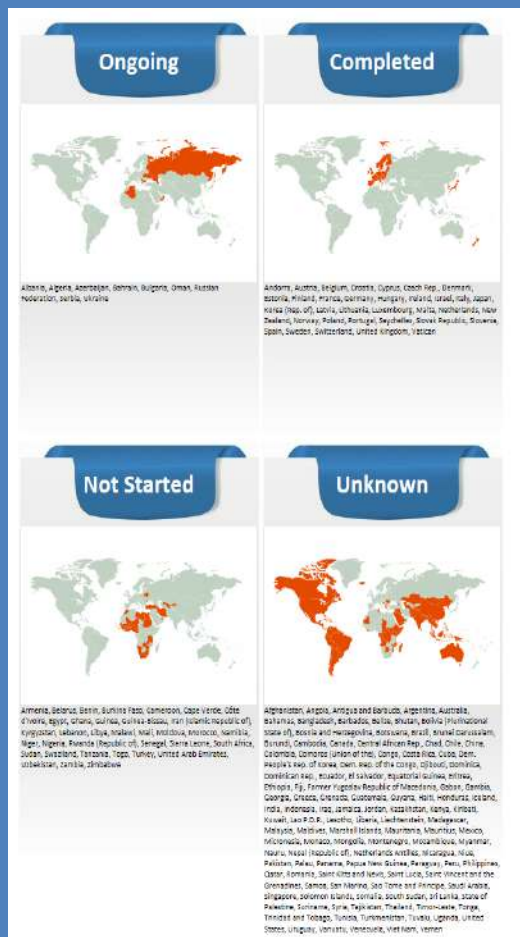 Ongoing
Albania, Algeria, Azerbaijan, Bahrain, Bulgaria, Oman, Russian
Federation, Serbia, Ukraine
Completed
Andorra, Austria, Belgium, Croatia, Cyprus, Czech Rep., Denmark,
Estonia, Finland, France, Germany, Hungary, Ireland, Israel, Italy, Japan,
Korea (Rep. of), Latvia, Lithuania, Luxembourg, Malta, Netherlands, New
Zealand, Norway, Poland, Portugal, Seychelles, Slovak Republic, Slovenia,
Spain, Sweden, Switzerland, United Kingdom, Vatican
Not Started
Armenia, Belarus, Benin, Burkina Faso, Cameroon, Cape Verde, Côte
d'Ivoire, Egypt, Ghana, Guinea, Guinea-Bissau, Iran (Islamic Republic of),
Kyrgyzstan, Lebanon, Libya, Malawi, Mali, Moldova, Morocco, Namibia,
Niger, Nigeria, Rwanda (Republic of), Senegal, Sierra Leone, South Africa,
Sudan, Swaziland, Tanzania, Togo, Turkey, United Arab Emirates,
Uzbekistan, Zambia, Zimbabwe
Unknown
Afghanistan, Angola, Antigua and Barbuda, Argentina, Australia,
Bahamas, Bangladesh, Barbados, Belize, Bhutan, Bolivia (Plurinational
State of), Bosnia and Herzegovina, Botswana, Brazil, Brunei Darussalam,
Burundi, Cambodia, Canada, Central African Rep., Chad, Chile, China,
Colombia, Comoros (Union of the), Congo, Costa Rica, Cuba, Dem.
People's Rep. of Korea, Dem. Rep. of the Congo, Djibouti, Dominica,
Dominican Rep., Ecuador, El Salvador, Equatorial Guinea, Eritrea,
Ethiopia, Fiji, Former Yugoslav Republic of Macedonia, Gabon, Gambia,
Georgia, Greece, Grenada, Guatemala, Guyana, Haiti, Honduras, Iceland,
India, Indonesia, Iraq, Jamaica, Jordan, Kazakhstan, Kenya, Kiribati,
Kuwait, Lao P.D.R., Lesotho, Liberia, Liechtenstein, Madagascar,
Malaysia, Maldives, Marshall Islands, Mauritania, Mauritius, Mexico,
Micronesia, Monaco, Mongolia, Montenegro, Mozambique, Myanmar,
Nauru, Nepal (Republic of), Netherlands Antilles, Nicaragua, Niue,
Pakistan, Palau, Panama, Papua New Guinea, Paraguay, Peru, Philippines,
Qatar, Romania, Saint Kitts and Nevis, Saint Lucia, Saint Vincent and the
Grenadines, Samoa, San Marino, Sao Tome and Principe, Saudi Arabia,
Singapore, Solomon Islands, Somalia, South Sudan, Sri Lanka, State of
Palestine, Suriname, Syria, Tajikistan, Thailand, Timor-Leste, Tonga,
Trinidad and Tobago, Tunisia, Turkmenistan, Tuvalu, Uganda, United
States, Uruguay, Vanuatu, Venezuela, Viet Nam, Yemen